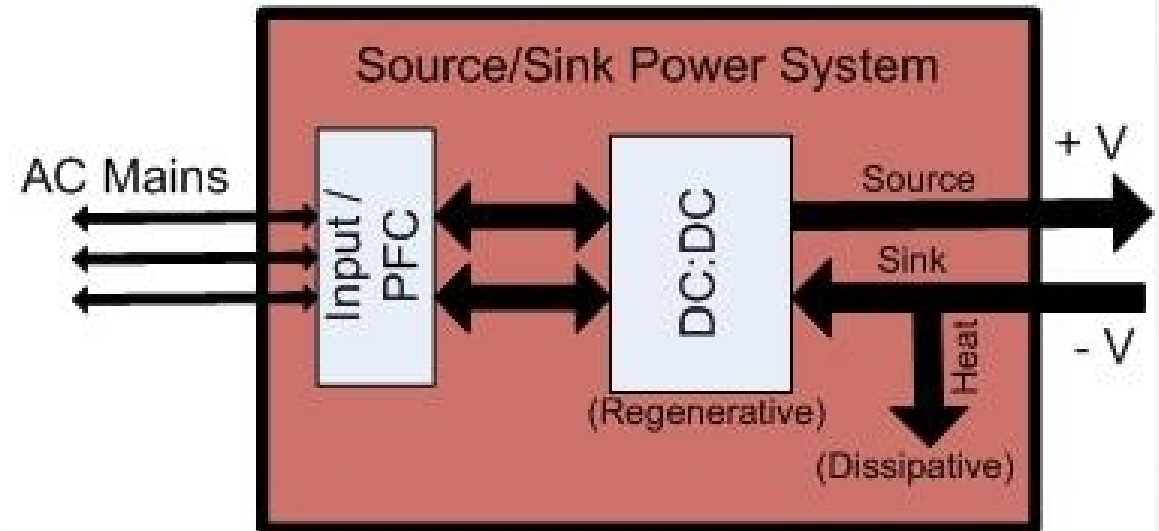 Source/Sink Power System
AC Mains
Input /
PFC
DC:DC
Source
+ V
Sink
- V
Heat
(Regenerative)
(Dissipative)